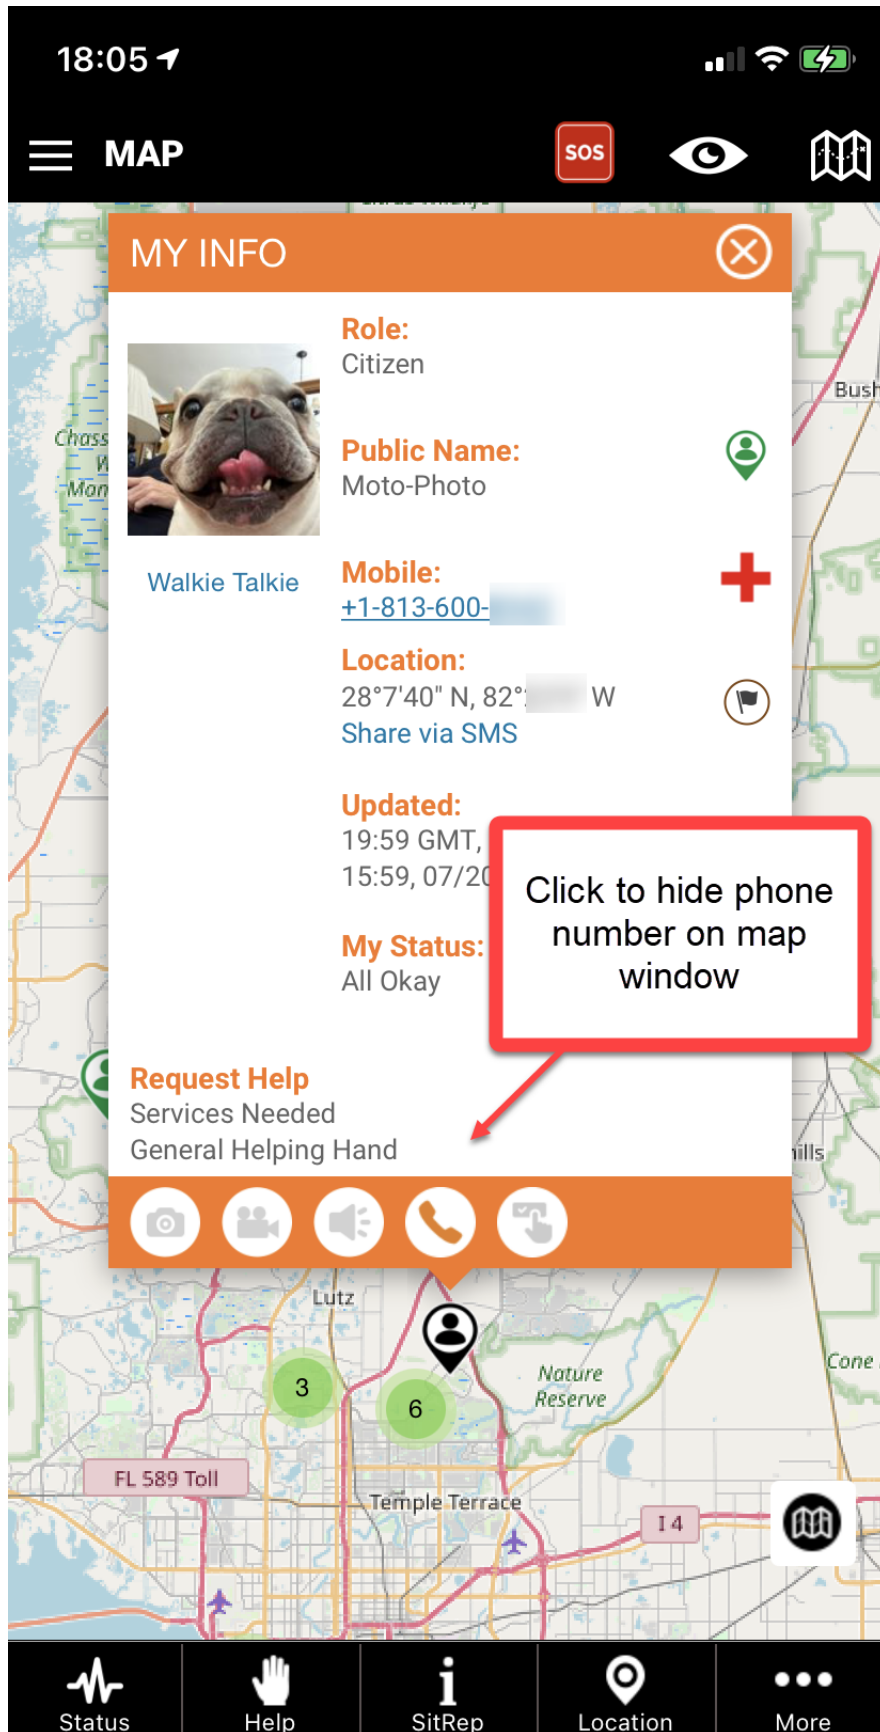 18:05
MAP
SOS
MY INFO
Role:
Citizen
Public Name:
Moto-Photo
Walkie Talkie
Mobile:
+1-813-600-
Location:
28°7'40" N, 82° W
Share via SMS
Updated:
19:59 GMT,
15:59, 07/20
My Status:
All Okay
Click to hide phone
number on map
window
Request Help
Services Needed
General Helping Hand
Chass
Man
Bush
hills
Lutz
3
6
Nature
Reserve
Cone
FL 589 Toll
Temple Terrace
I 4
Status
Help
SitRep
Location
More